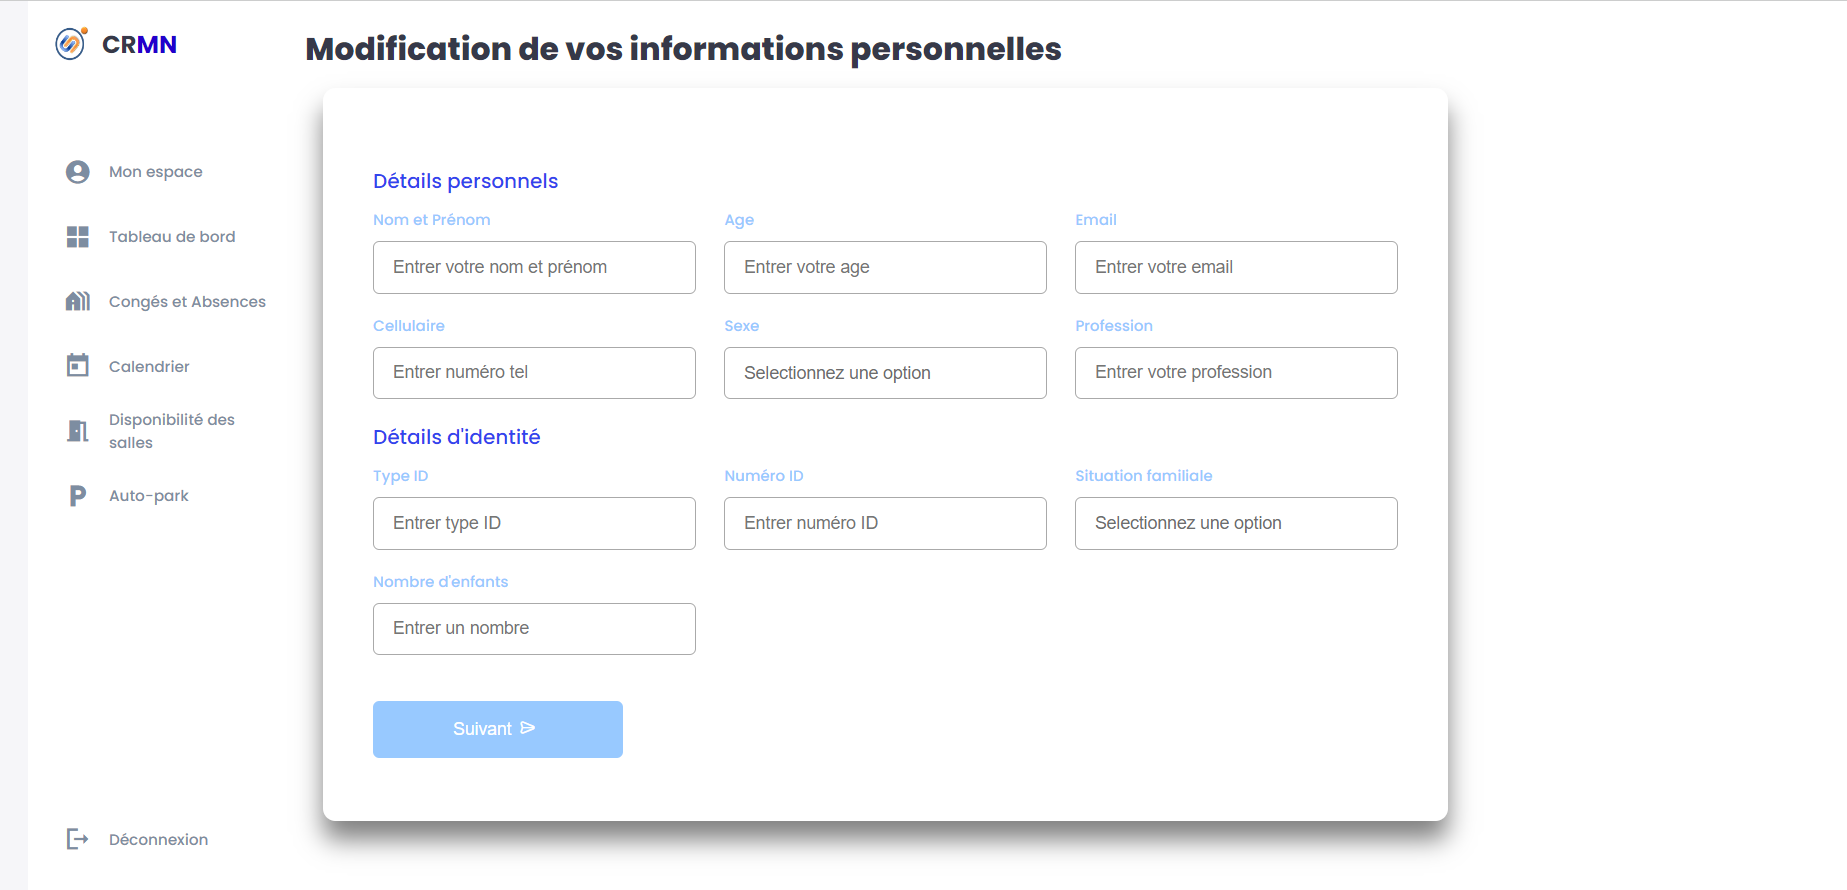 CRMN
Modification de vos informations personnelles
Mon espace
Tableau de bord
Congés et Absences
Calendrier
Disponibilité des
salles
Auto-park
Déconnexion
Détails personnels
Nom et Prénom
Age
Email
Entrer votre nom et prénom
Entrer votre age
Entrer votre email
Cellulaire
Sexe
Profession
Entrer numéro tel
Selectionnez une option
Entrer votre profession
Détails d'identité
Type ID
Numéro ID
Situation familiale
Entrer type ID
Entrer numéro ID
Selectionnez une option
Nombre d'enfants
Entrer un nombre
Suivant